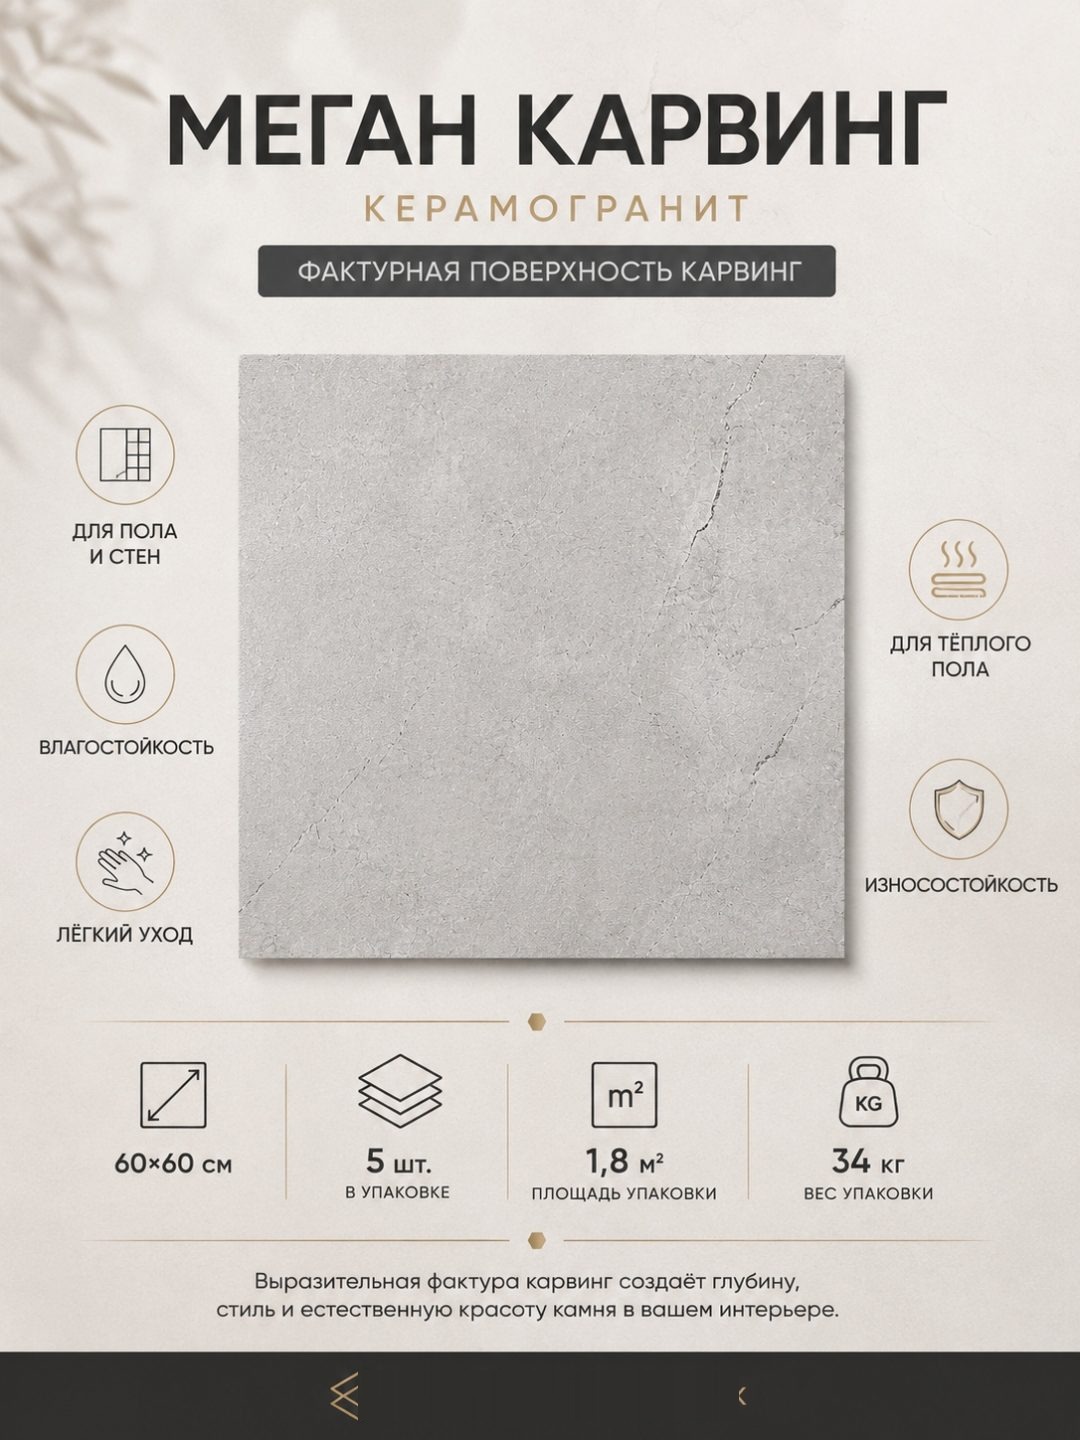 МЕГАН КАРВИНГ
КЕРАМОГРАНИТ
ФАКТУРНАЯ ПОВЕРХНОСТЬ КАРВИНГ
ДЛЯ ПОЛА
И СТЕН
ВЛАГОСТОЙКОСТЬ
ЛЁГКИЙ УХОД
ДЛЯ ТЁПЛОГО
ПОЛА
ИЗНОСОСТОЙКОСТЬ
60×60 см
5 шт.
В УПАКОВКЕ
m²
1,8 м²
ПЛОЩАДЬ УПАКОВКИ
KG
34 кг
ВЕС УПАКОВКИ
Выразительная фактура карвинг создаёт глубину,
стиль и естественную красоту камня в вашем интерьере.